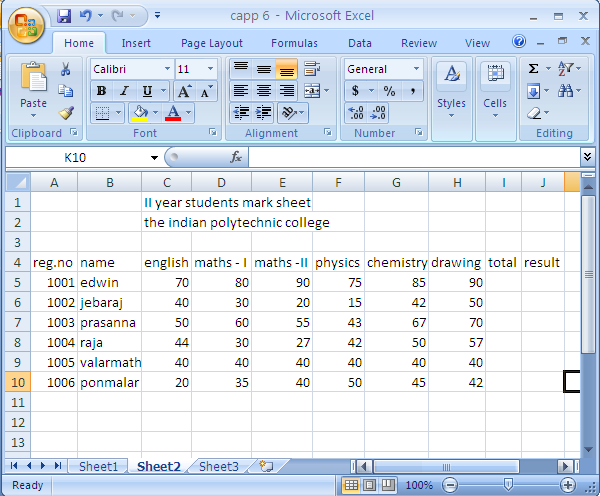 capp 6 - Microsoft Excel
Home Insert Page Layout Formulas Data Review View
Calibri 11 General Σ
Paste B I U A A $ % , Styles Cells
A .00 .0
Clipboard Font Alignment Number Editing
K10 fx
A B C D E F G H I J
1 II year students mark sheet
2 the indian polytechnic college
3
4 reg.no name english maths - I maths -II physics chemistry drawing total result
5 1001 edwin 70 80 90 75 85 90
6 1002 jebaraj 40 30 20 15 42 50
7 1003 prasanna 50 60 55 43 67 70
8 1004 raja 44 30 27 42 50 57
9 1005 valarmath 40 40 40 40 40 40
10 1006 ponmalar 20 35 40 50 45 42
11
12
13
Sheet1 Sheet2 Sheet3
Ready 100%